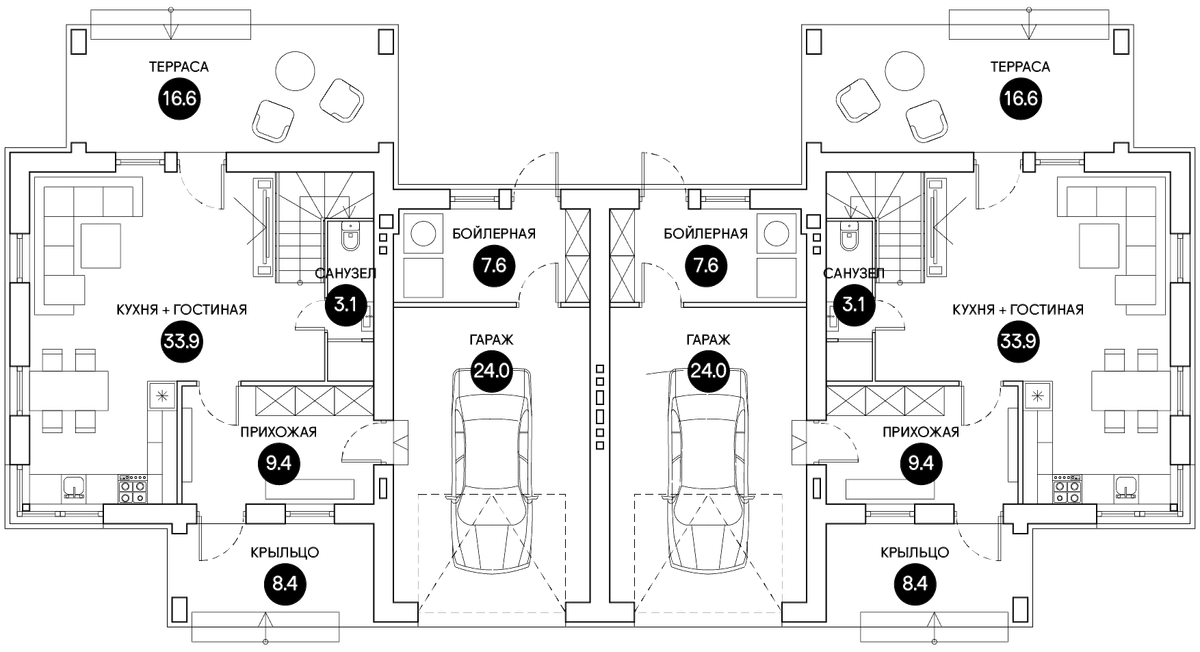 ТЕРРАСА
16.6
ТЕРРАСА
16.6
БОЙЛЕРНАЯ
7.6
БОЙЛЕРНАЯ
7.6
САНУЗЕЛ
3.1
САНУЗЕЛ
3.1
КУХНЯ + ГОСТИНАЯ
33.9
ГАРАЖ
24.0
ГАРАЖ
24.0
КУХНЯ + ГОСТИНАЯ
33.9
ПРИХОЖАЯ
9.4
ПРИХОЖАЯ
9.4
КРЫЛЬЦО
8.4
КРЫЛЬЦО
8.4